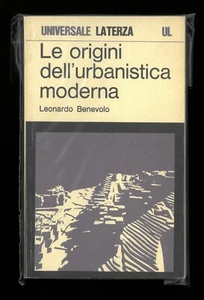 UNIVERSALE LATERZA UL
Le origini
dell'urbanistica
moderna
Leonardo Benevolo